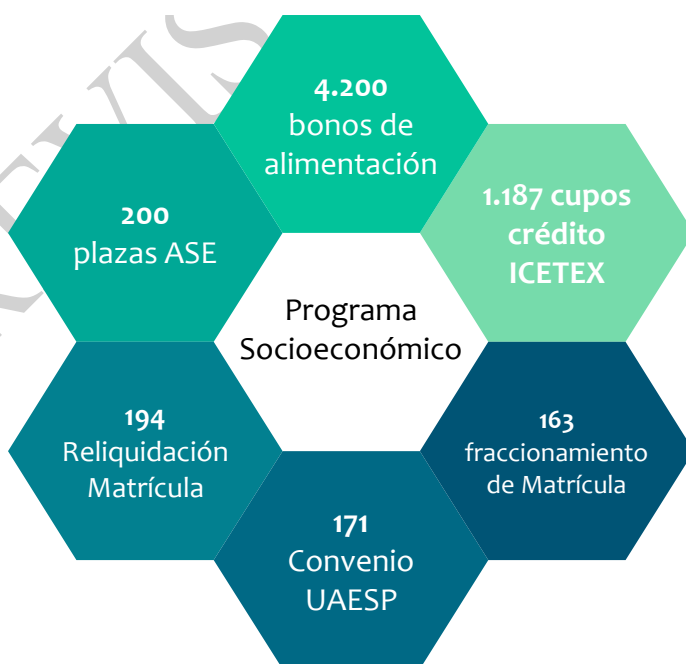 4.200
bonos de
alimentación
1.187 cupos
crédito
ICETEX
200
plazas ASE
Programa
Socioeconómico
163
fraccionamiento
de Matrícula
194
Reliquidación
Matrícula
171
Convenio
UAESP